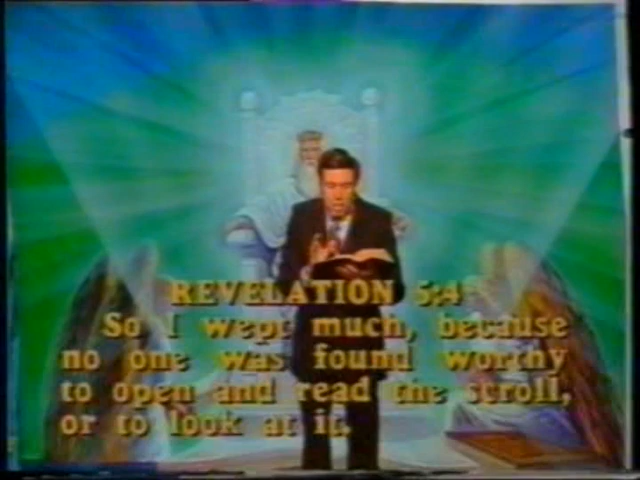 REVELATION 5:4
So I wept much, because
no one was found worthy
to open and read the scroll,
or to look at it.